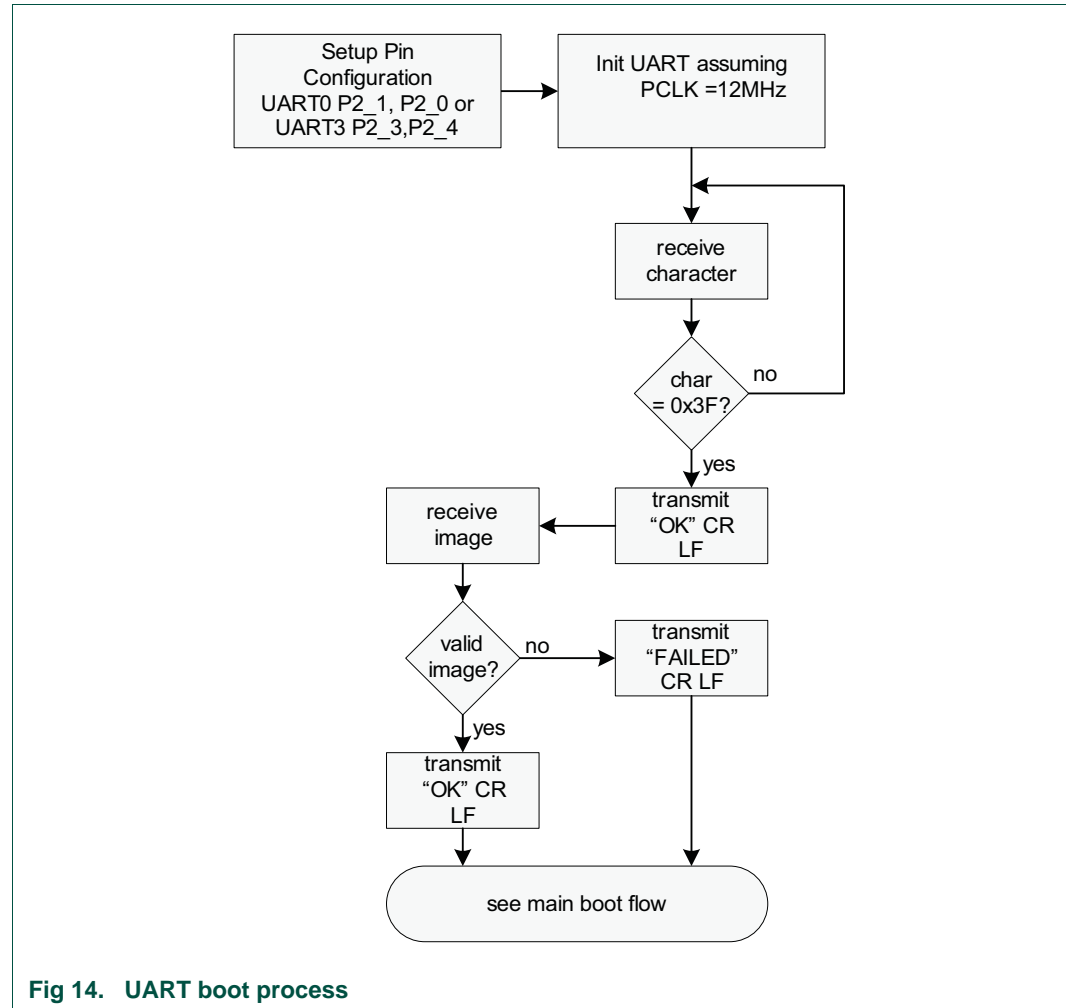 Setup Pin
Configuration
UART0 P2_1, P2_0 or
UART3 P2_3,P2_4
Init UART assuming
PCLK =12MHz
receive
character
char
= 0x3F?
no
yes
transmit
“OK” CR
LF
receive
image
valid
image?
no
transmit
“FAILED”
CR LF
yes
transmit
“OK” CR
LF
see main boot flow
Fig 14. UART boot process